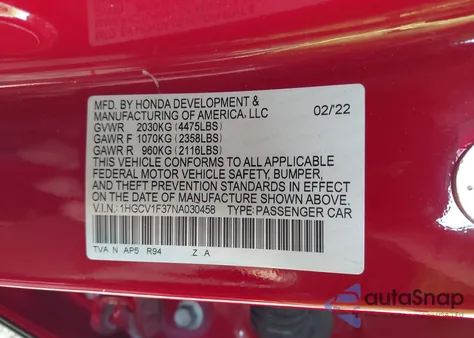 MFD. BY HONDA DEVELOPMENT &
MANUFACTURING OF AMERICA, LLC 02/'22
GVWR 2030KG (4475LBS)
GAWR F 1070KG (2358LBS)
GAWR R 960KG (2116LBS)
THIS VEHICLE CONFORMS TO ALL APPLICABLE
FEDERAL MOTOR VEHICLE SAFETY, BUMPER,
AND THEFT PREVENTION STANDARDS IN EFFECT
ON THE DATE OF MANUFACTURE SHOWN ABOVE.
V.I.N.: 1HGCV1F37NA030458 TYPE: PASSENGER CAR
TVA N AP5 R94 Z A
autaSnap